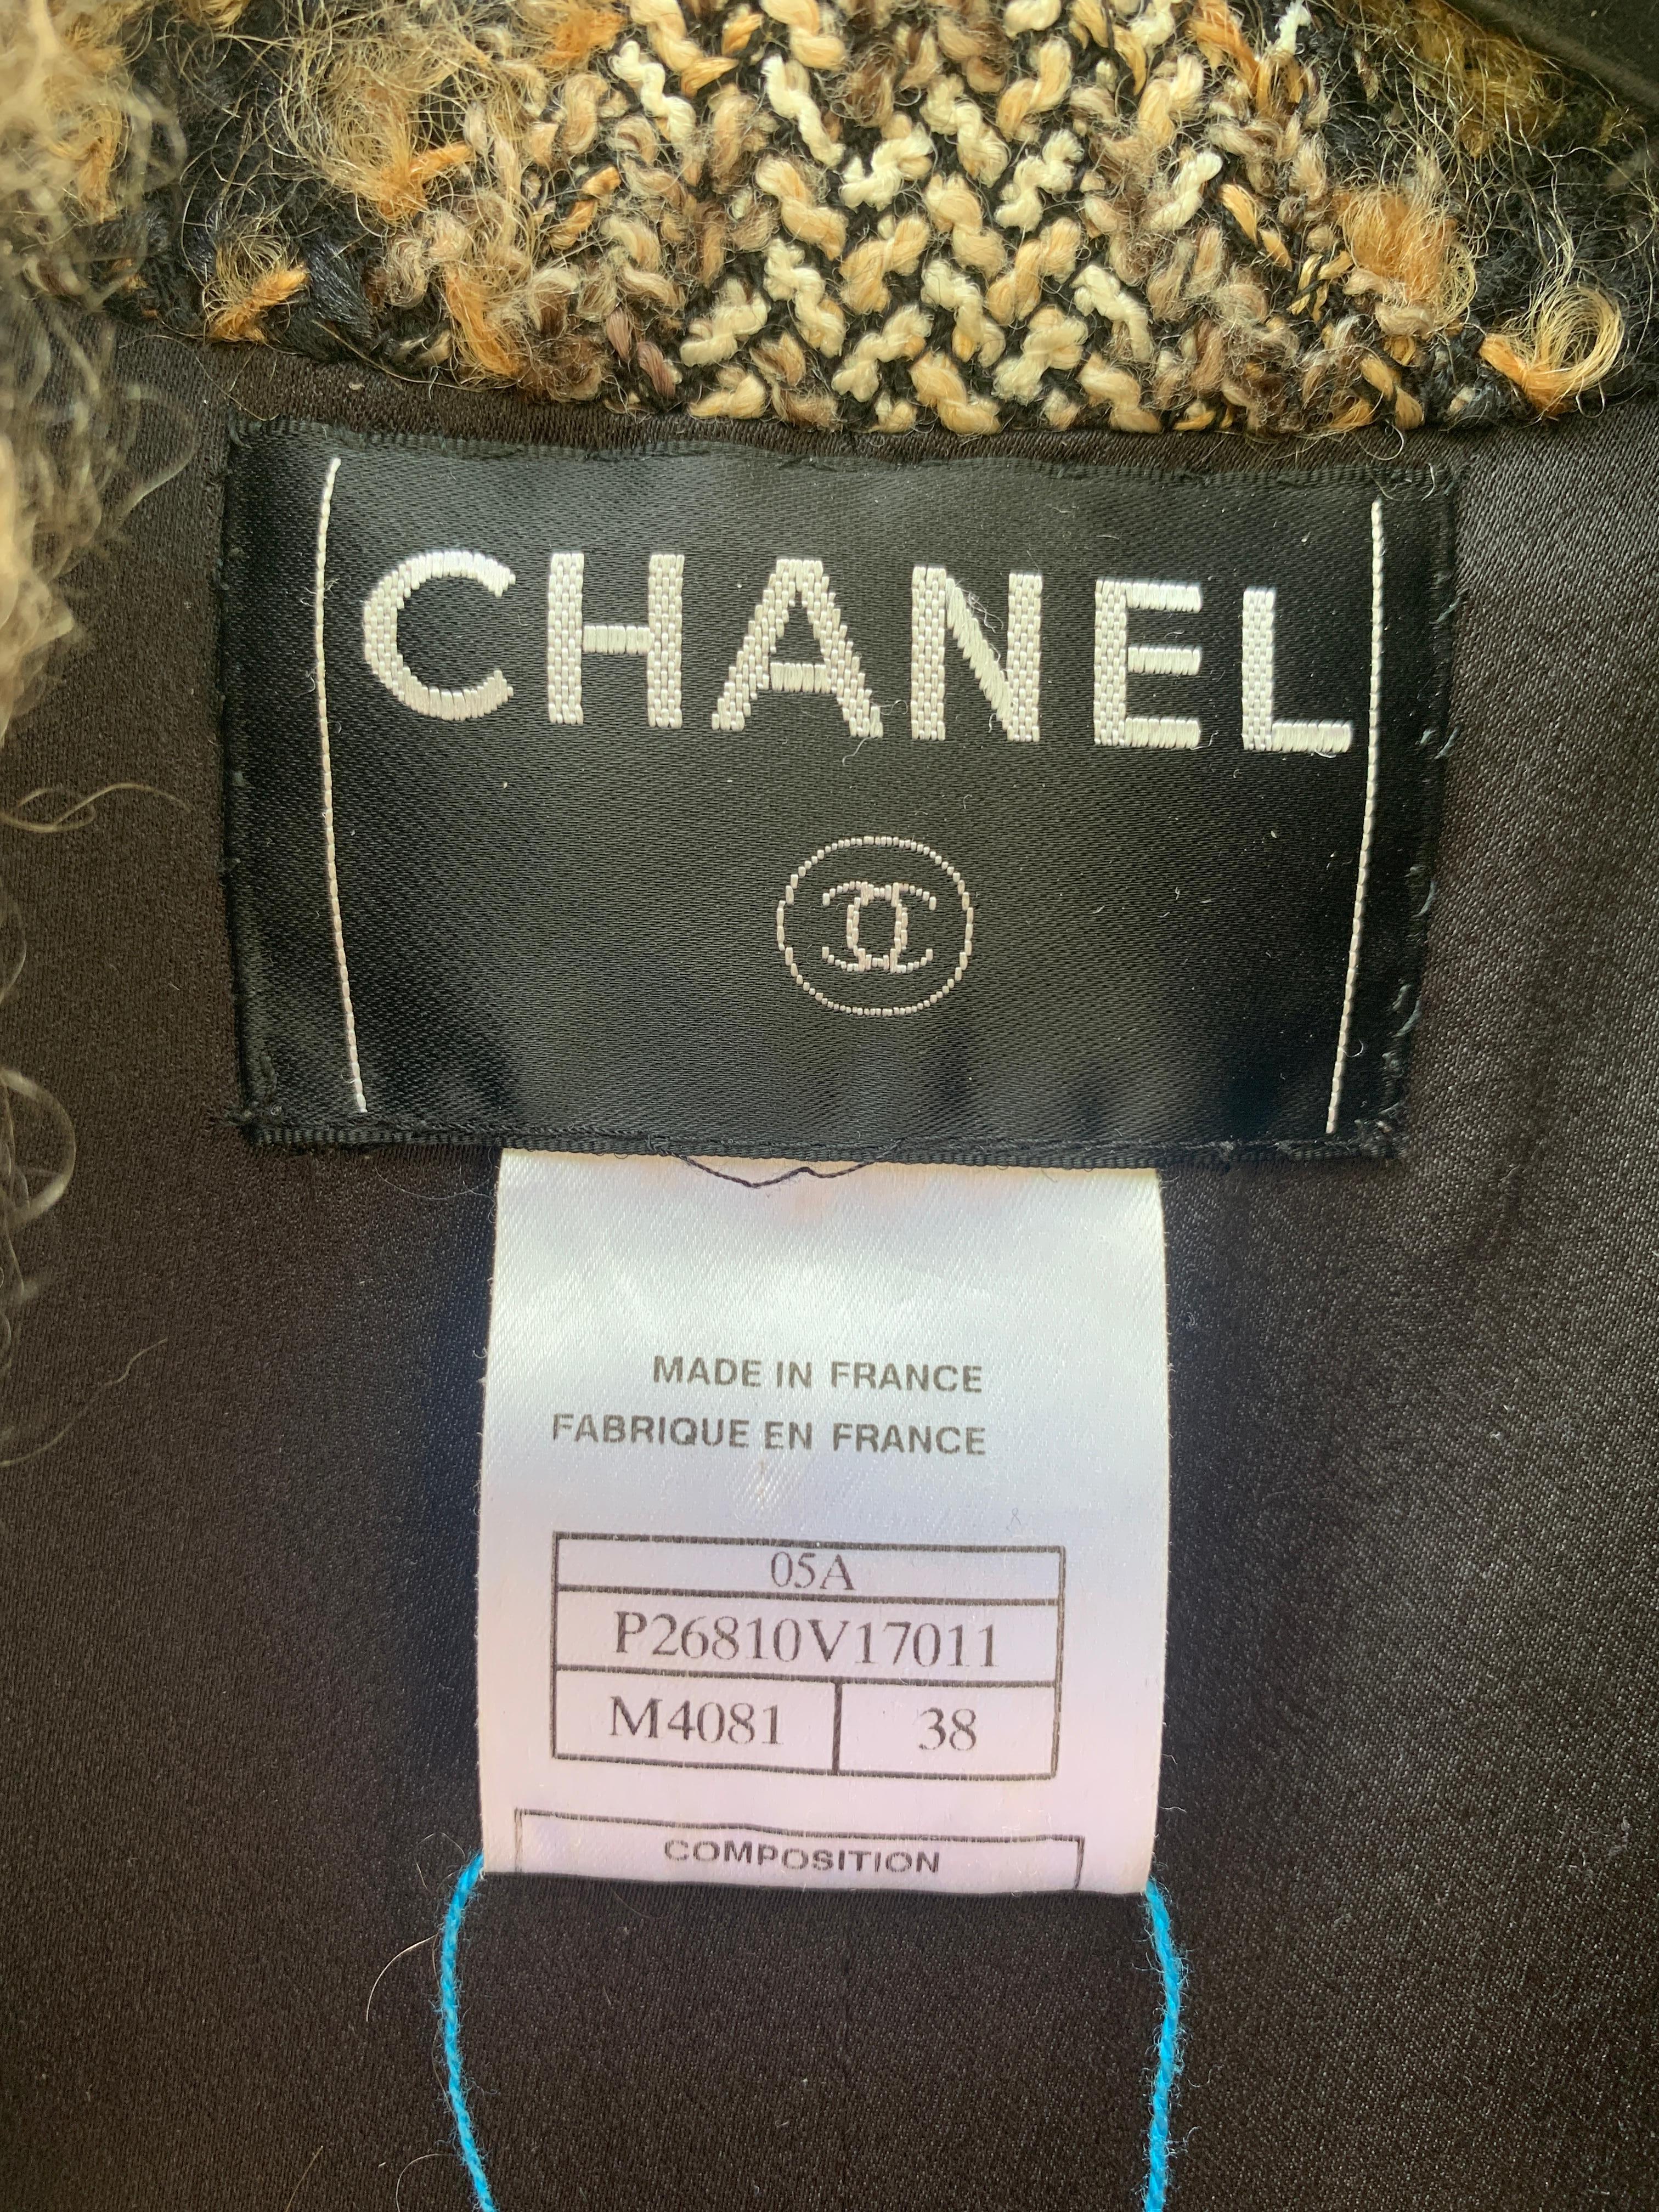 CHANEL
MADE IN FRANCE
FABRIQUE EN FRANCE
05A
P26810V17011
M4081 38
COMPOSITION